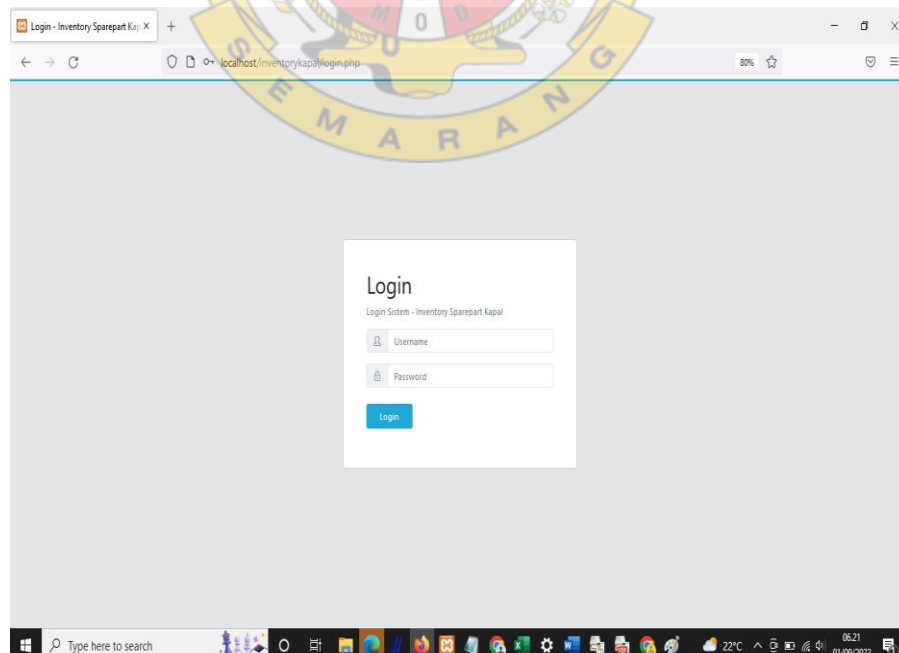 M O D
SEMARANG
Login - Inventory Sparepart Kap
localhost/inventorykapal/login.php
80%
Login
Login Sistem - Inventory Sparepart Kapal
Username
Password
Login
Type here to search
22°C
06.21